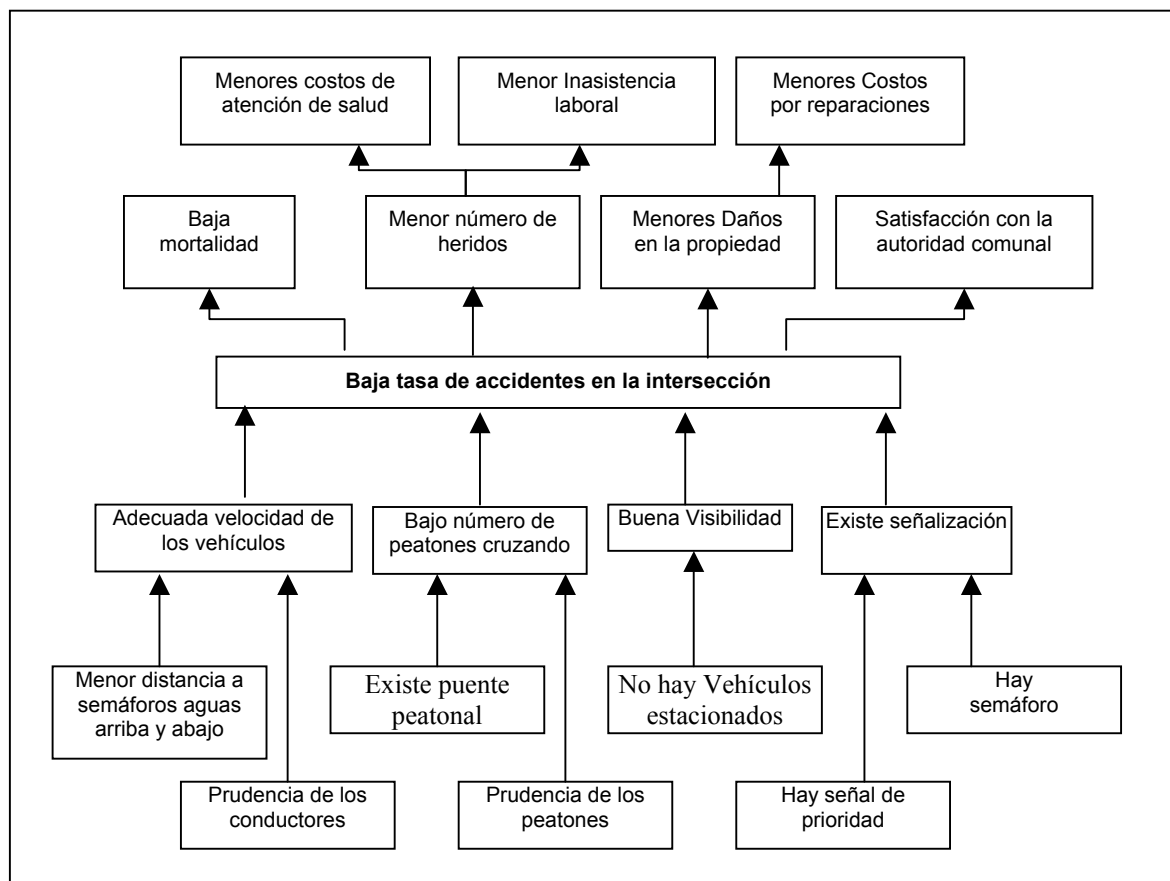 Menores costos de
atención de salud
Menor Inasistencia
laboral
Menores Costos
por reparaciones
Baja
mortalidad
Menor número de
heridos
Menores Daños
en la propiedad
Satisfacción con la
autoridad comunal
Baja tasa de accidentes en la intersección
Adecuada velocidad de
los vehículos
Bajo número de
peatones cruzando
Buena Visibilidad
Existe señalización
Menor distancia a
semáforos aguas
arriba y abajo
Existe puente
peatonal
No hay Vehículos
estacionados
Hay
semáforo
Prudencia de los
conductores
Prudencia de los
peatones
Hay señal de
prioridad